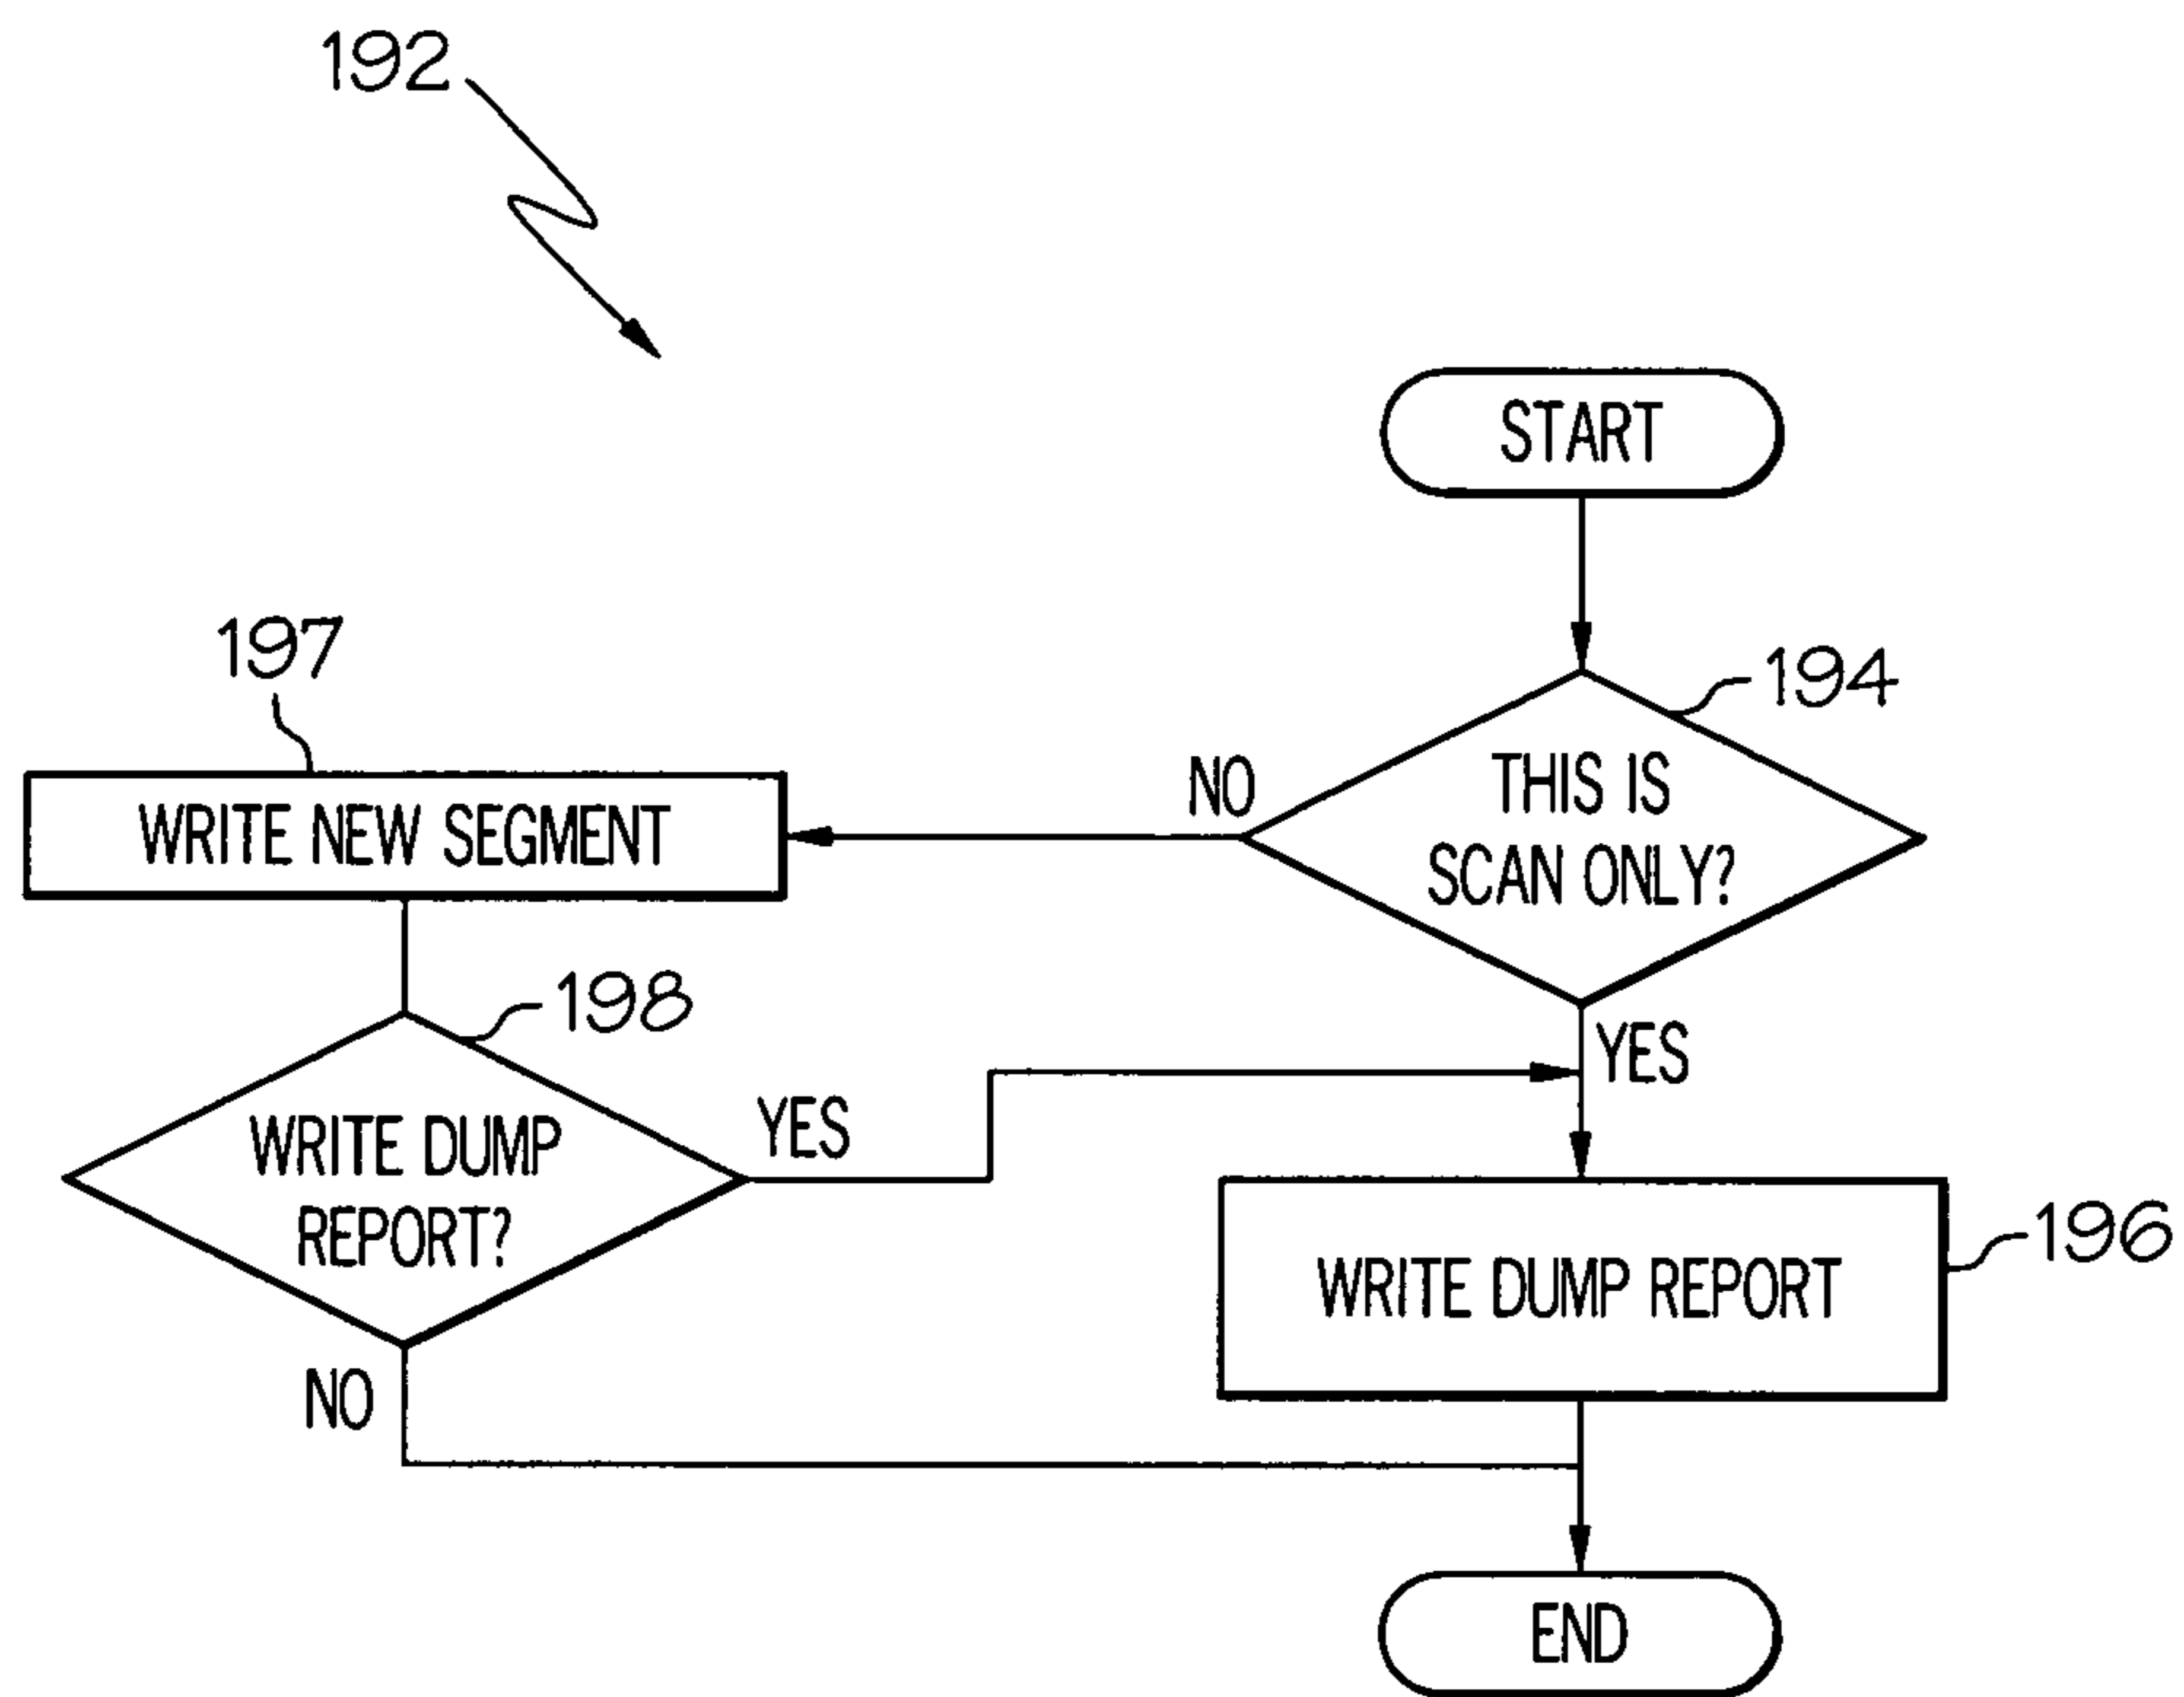 192
START
197
194
THIS IS
SCAN ONLY?
NO
WRITE NEW SEGMENT
198
YES
WRITE DUMP
REPORT?
YES
196
WRITE DUMP REPORT
NO
END